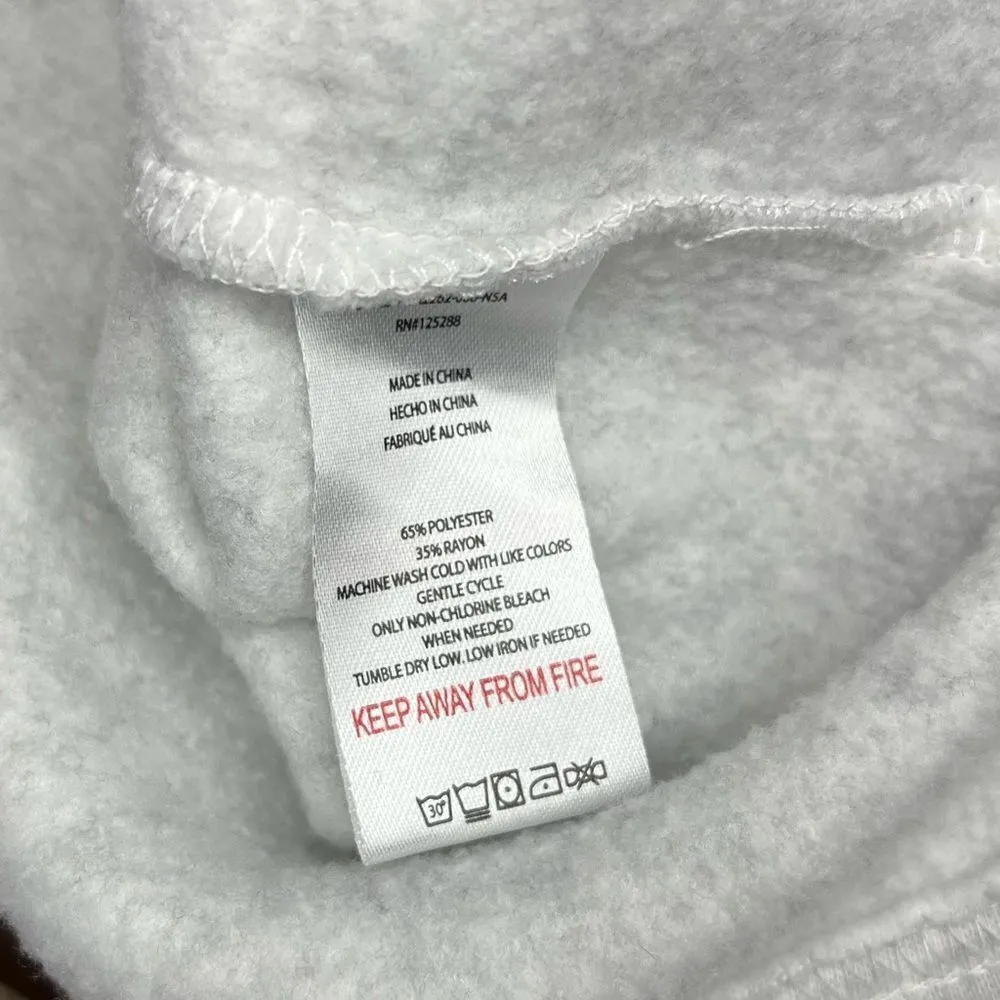 RN#125288
MADE IN CHINA
HECHO IN CHINA
FABRIQUÉ AU CHINA
65% POLYESTER
35% RAYON
MACHINE WASH COLD WITH LIKE COLORS
GENTLE CYCLE
ONLY NON-CHLORINE BLEACH
WHEN NEEDED
TUMBLE DRY LOW. LOW IRON IF NEEDED
KEEP AWAY FROM FIRE
30°